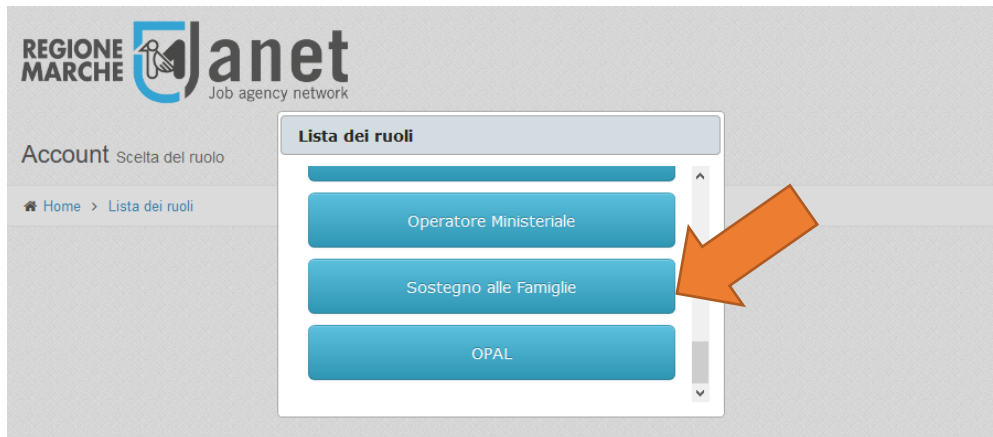 REGIONE
MARCHE
Janet
Job agency network
Lista dei ruoli
Account Scelta del ruolo
Home > Lista dei ruoli
Operatore Ministeriale
Sostegno alle Famiglie
OPAL